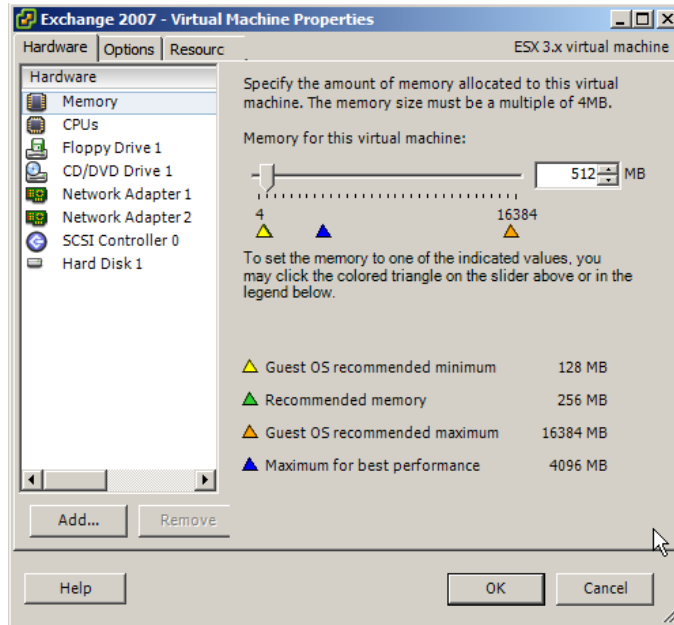 Exchange 2007 - Virtual Machine Properties
Hardware Options Resourc
ESX 3.x virtual machine
Hardware
Memory
CPUs
Floppy Drive 1
CD/DVD Drive 1
Network Adapter 1
Network Adapter 2
SCSI Controller 0
Hard Disk 1
Add... Remove
Specify the amount of memory allocated to this virtual
machine. The memory size must be a multiple of 4MB.
Memory for this virtual machine:
512 MB
4 16384
To set the memory to one of the indicated values, you
may click the colored triangle on the slider above or in the
legend below.
Guest OS recommended minimum 128 MB
Recommended memory 256 MB
Guest OS recommended maximum 16384 MB
Maximum for best performance 4096 MB
Help OK Cancel